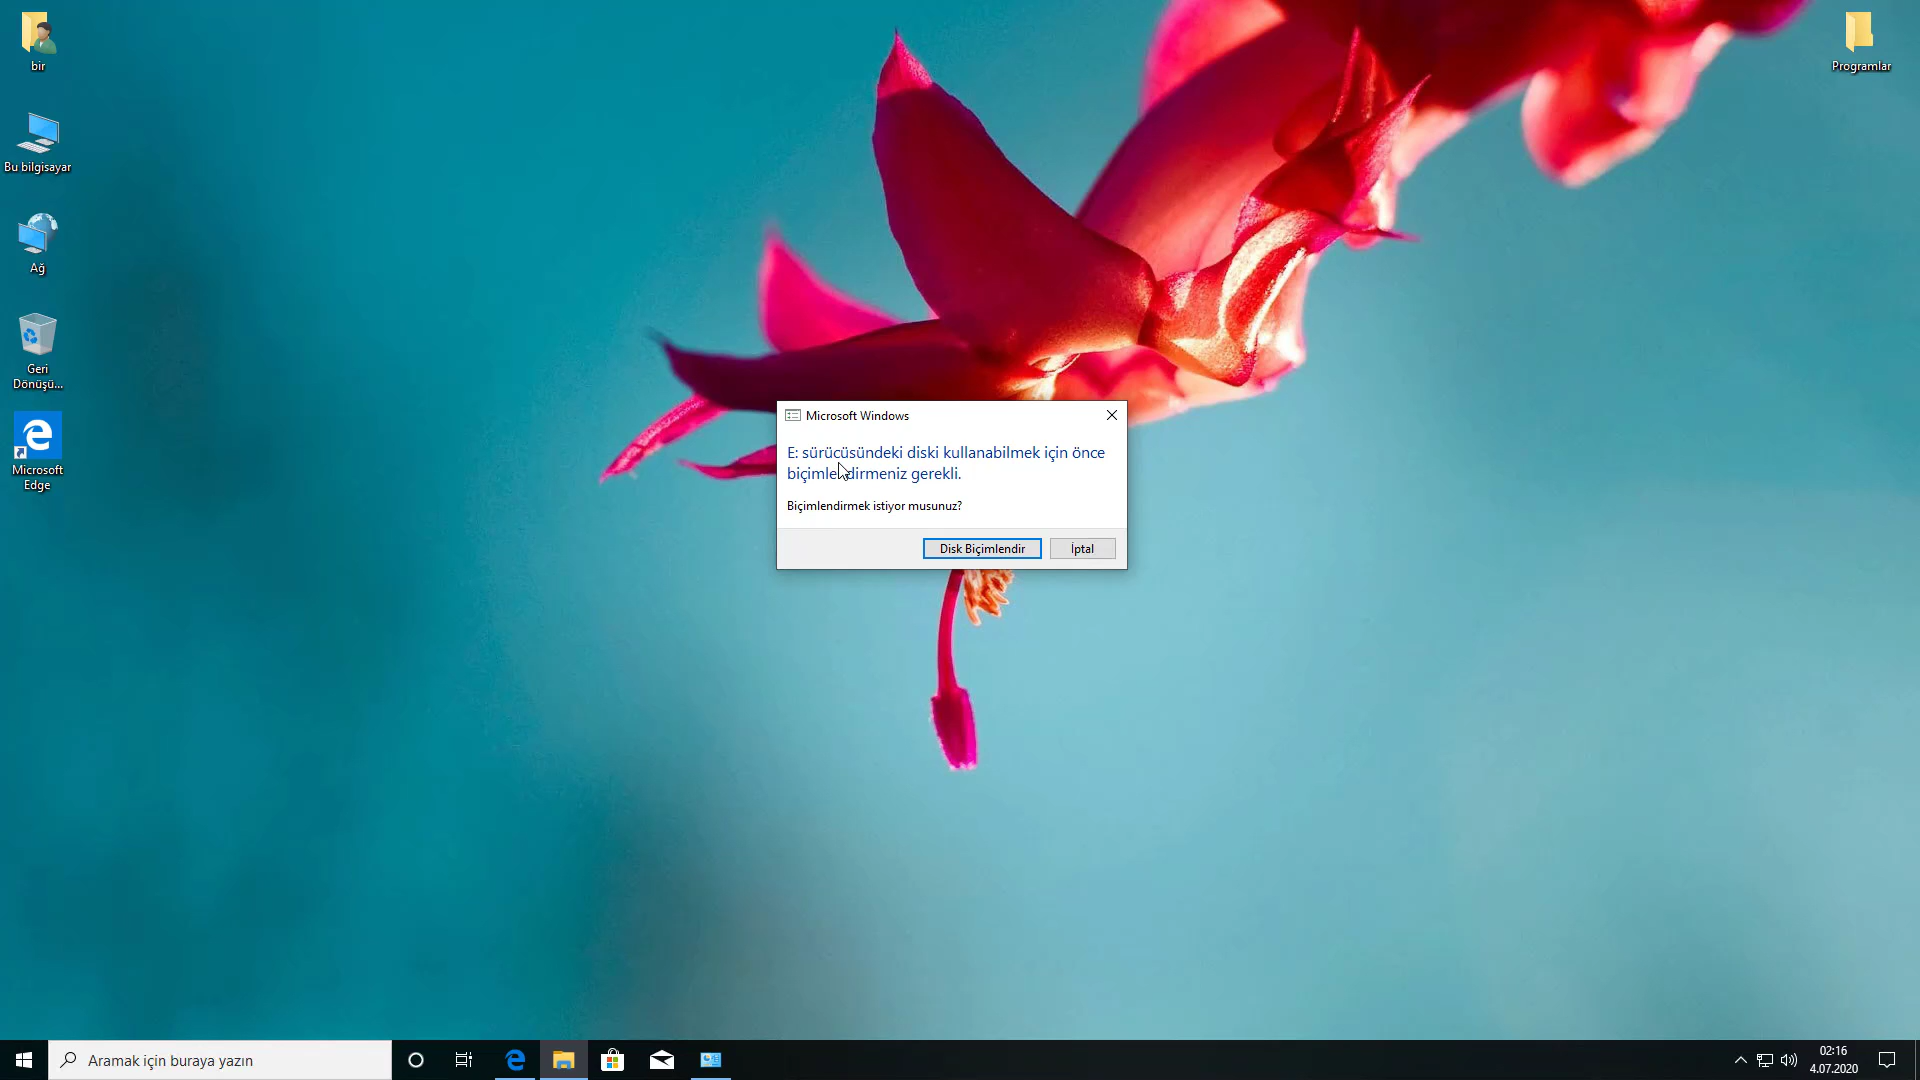 bir
Programlar
Bu bilgisayar
Ağ
Geri
Dönüşü...
Microsoft
Edge
Microsoft Windows
E: sürücüsündeki diski kullanabilmek için önce
biçimlendirmeniz gerekli.
Biçimlendirmek istiyor musunuz?
Disk Biçimlendir
İptal
Aramak için buraya yazın
02:16
4.07.2020